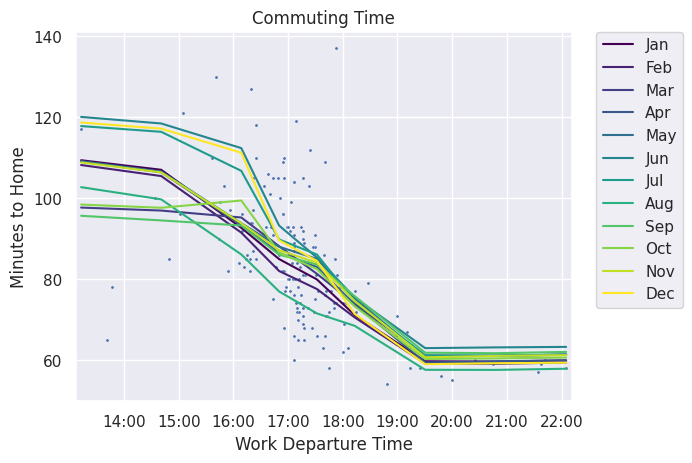 Commuting Time
140
120
100
80
60
Minutes to Home
14:00 15:00 16:00 17:00 18:00 19:00 20:00 21:00 22:00
Work Departure Time
Jan
Feb
Mar
Apr
May
Jun
Jul
Aug
Sep
Oct
Nov
Dec